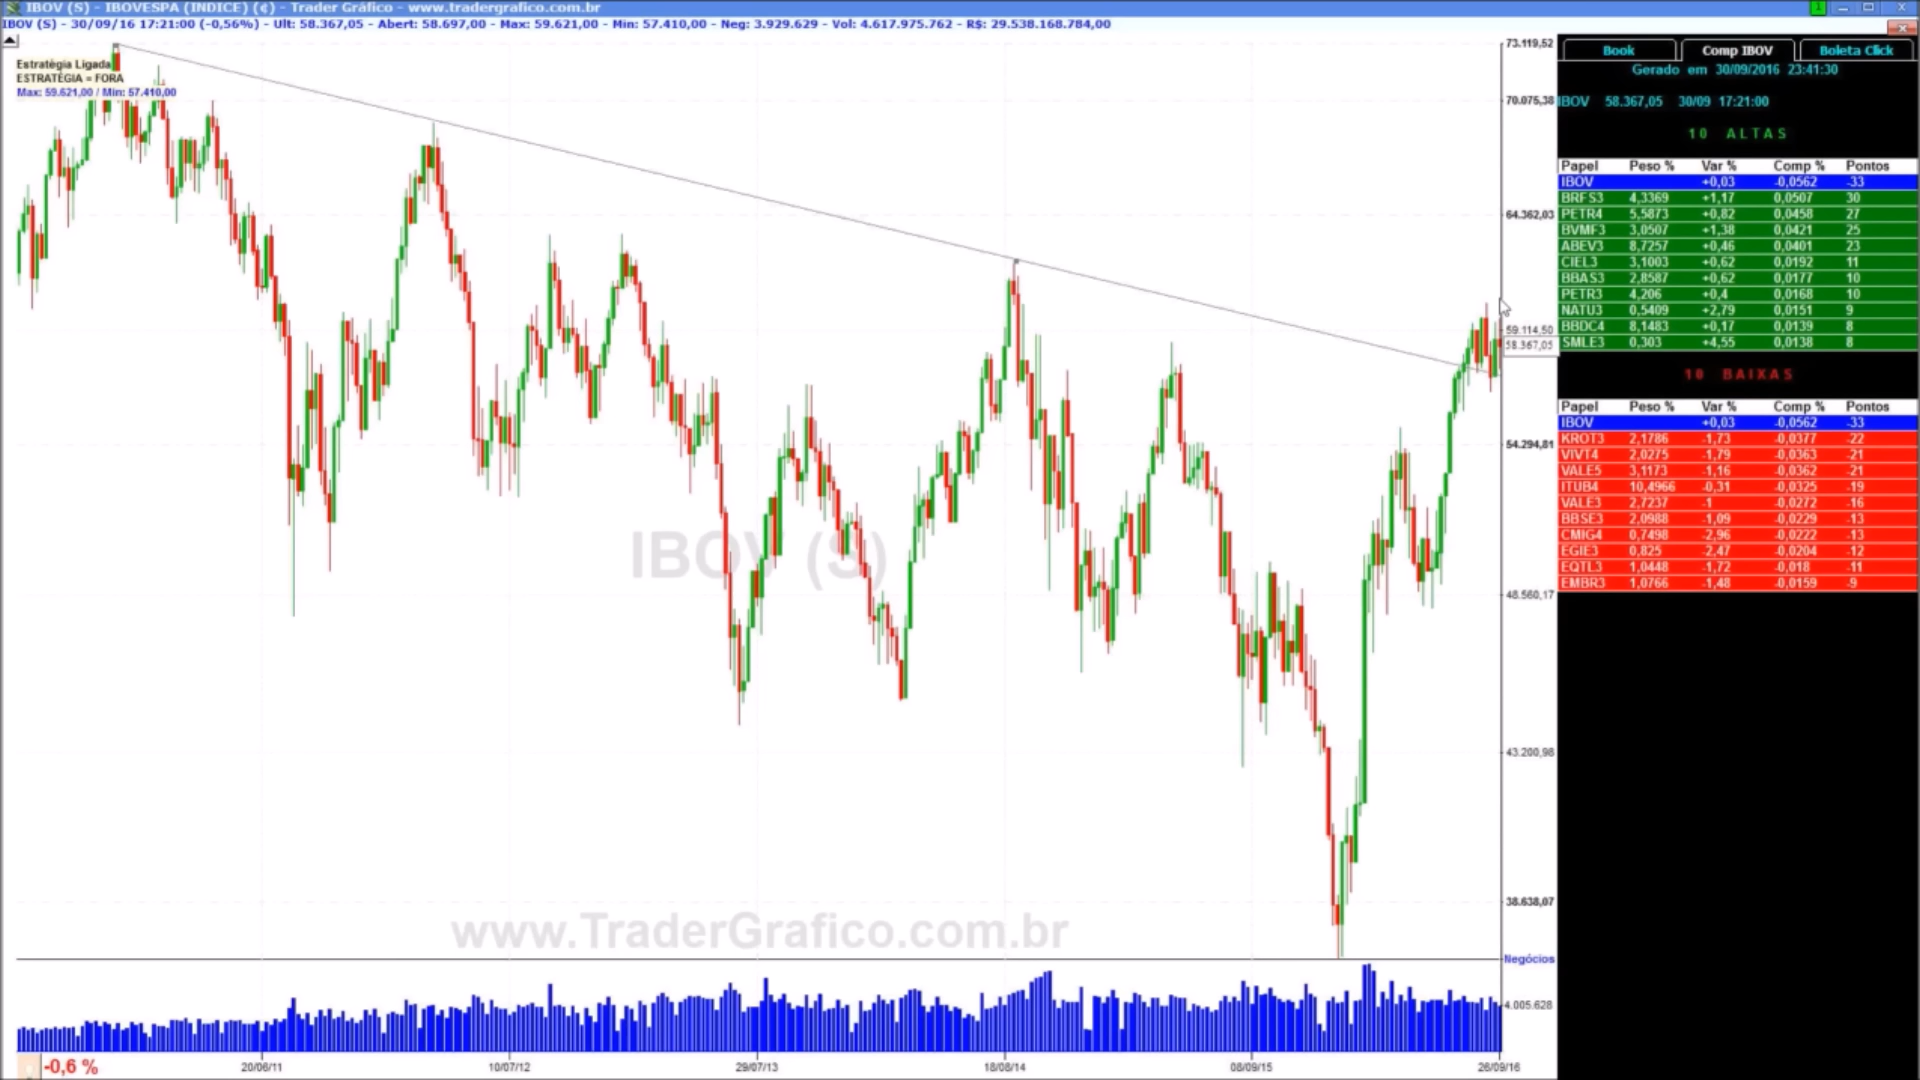 IBOV (S) - IBOVESPA (INDICE) (¢) - Trader Gráfico - www.tradergrafico.com.br
IBOV (S) - 30/09/16 17:21:00 (-0,56%) - Ult: 58.367,05 - Abert: 58.697,00 - Max: 59.621,00 - Min: 57.410,00 - Neg: 3.929.629 - Vol: 4.617.975.762 - R$: 29.538.168.784,00
Estratégia Ligada
ESTRATÉGIA = FORA
Max: 59.621,00 / Min: 57.410,00
73.119,52
70.075,38
64.362,03
59.114,50
58.367,05
54.294,81
48.560,17
43.200,98
38.638,07
IBOV (S)
www.TraderGrafico.com.br
Negócios
4.005.628
-0,6 %
20/06/11 10/07/12 29/07/13 18/08/14 08/09/15 26/09/16
1
Book Comp IBOV Boleta Click
Gerado em 30/09/2016 23:41:30
IBOV 58.367,05 30/09 17:21:00
10 ALTAS
Papel Peso % Var % Comp % Pontos
IBOV +0,03 -0,0562 -33
BRFS3 4,3369 +1,17 0,0507 30
PETR4 5,5873 +0,82 0,0458 27
BVMF3 3,0507 +1,38 0,0421 25
ABEV3 8,7257 +0,46 0,0401 23
CIEL3 3,1003 +0,62 0,0192 11
BBAS3 2,8587 +0,62 0,0177 10
PETR3 4,206 +0,4 0,0168 10
NATU3 0,5409 +2,79 0,0151 9
BBDC4 8,1483 +0,17 0,0139 8
SMLE3 0,303 +4,55 0,0138 8
10 BAIXAS
Papel Peso % Var % Comp % Pontos
IBOV +0,03 -0,0562 -33
KROT3 2,1786 -1,73 -0,0377 -22
VIVT4 2,0275 -1,79 -0,0363 -21
VALE5 3,1173 -1,16 -0,0362 -21
ITUB4 10,4966 -0,31 -0,0325 -19
VALE3 2,7237 -1 -0,0272 -16
BBSE3 2,0988 -1,09 -0,0229 -13
CMIG4 0,7498 -2,96 -0,0222 -13
EGIE3 0,825 -2,47 -0,0204 -12
EQTL3 1,0448 -1,72 -0,018 -11
EMBR3 1,0766 -1,48 -0,0159 -9